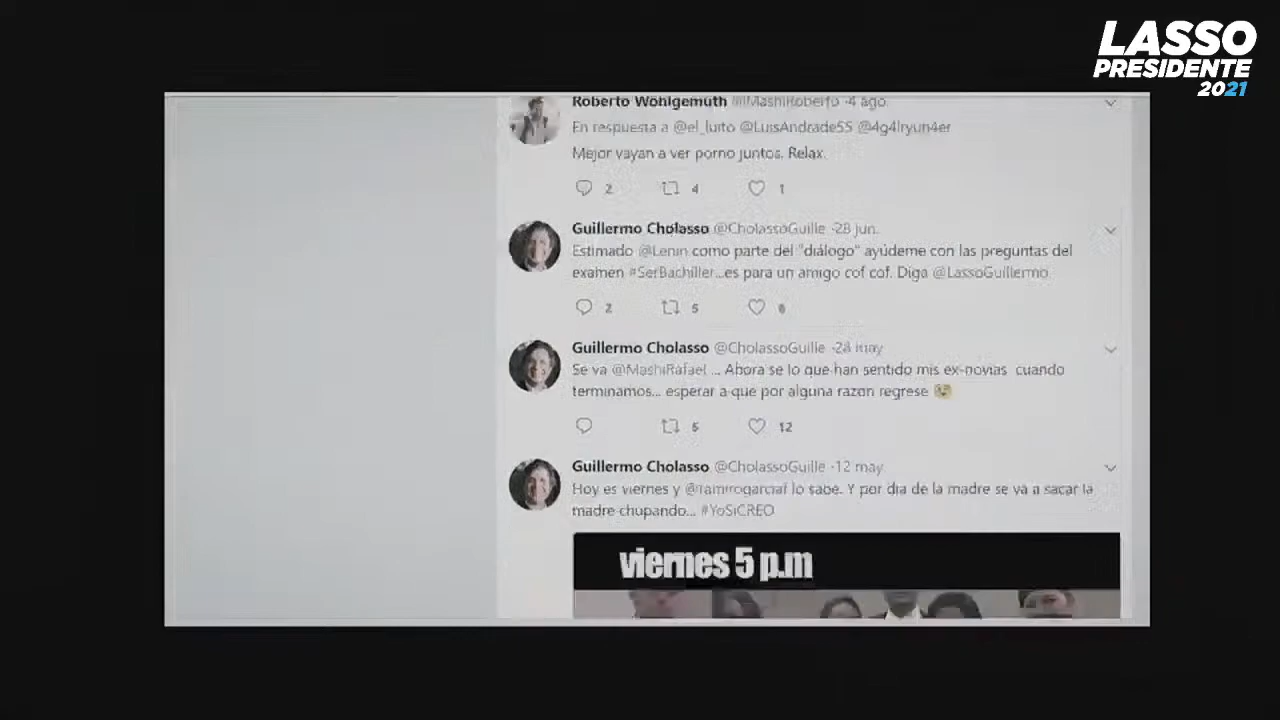 LASSO
PRESIDENTE
2021
Roberto Wohlgemuth @MashiRoberto · 4 ago.
En respuesta a @el_luito @LuisAndrade55 @4g4lryun4er
Mejor vayan a ver porno juntos. Relax.
2 4 1
Guillermo Cholasso @CholassoGuille · 28 jun.
Estimado @Lenin como parte del "diálogo" ayúdeme con las preguntas del
examen #SerBachiller...es para un amigo cof cof. Diga @LassoGuillermo
2 5 6
Guillermo Cholasso @CholassoGuille · 28 may
Se va @MashiRafael ... Ahora se lo que han sentido mis ex-novias cuando
terminamos... esperar a que por alguna razon regrese
5 12
Guillermo Cholasso @CholassoGuille · 12 may
Hoy es viernes y @ramirogarciaf lo sabe. Y por dia de la madre se va a sacar la
madre chupando... #YoSiCREO
viernes 5 p.m